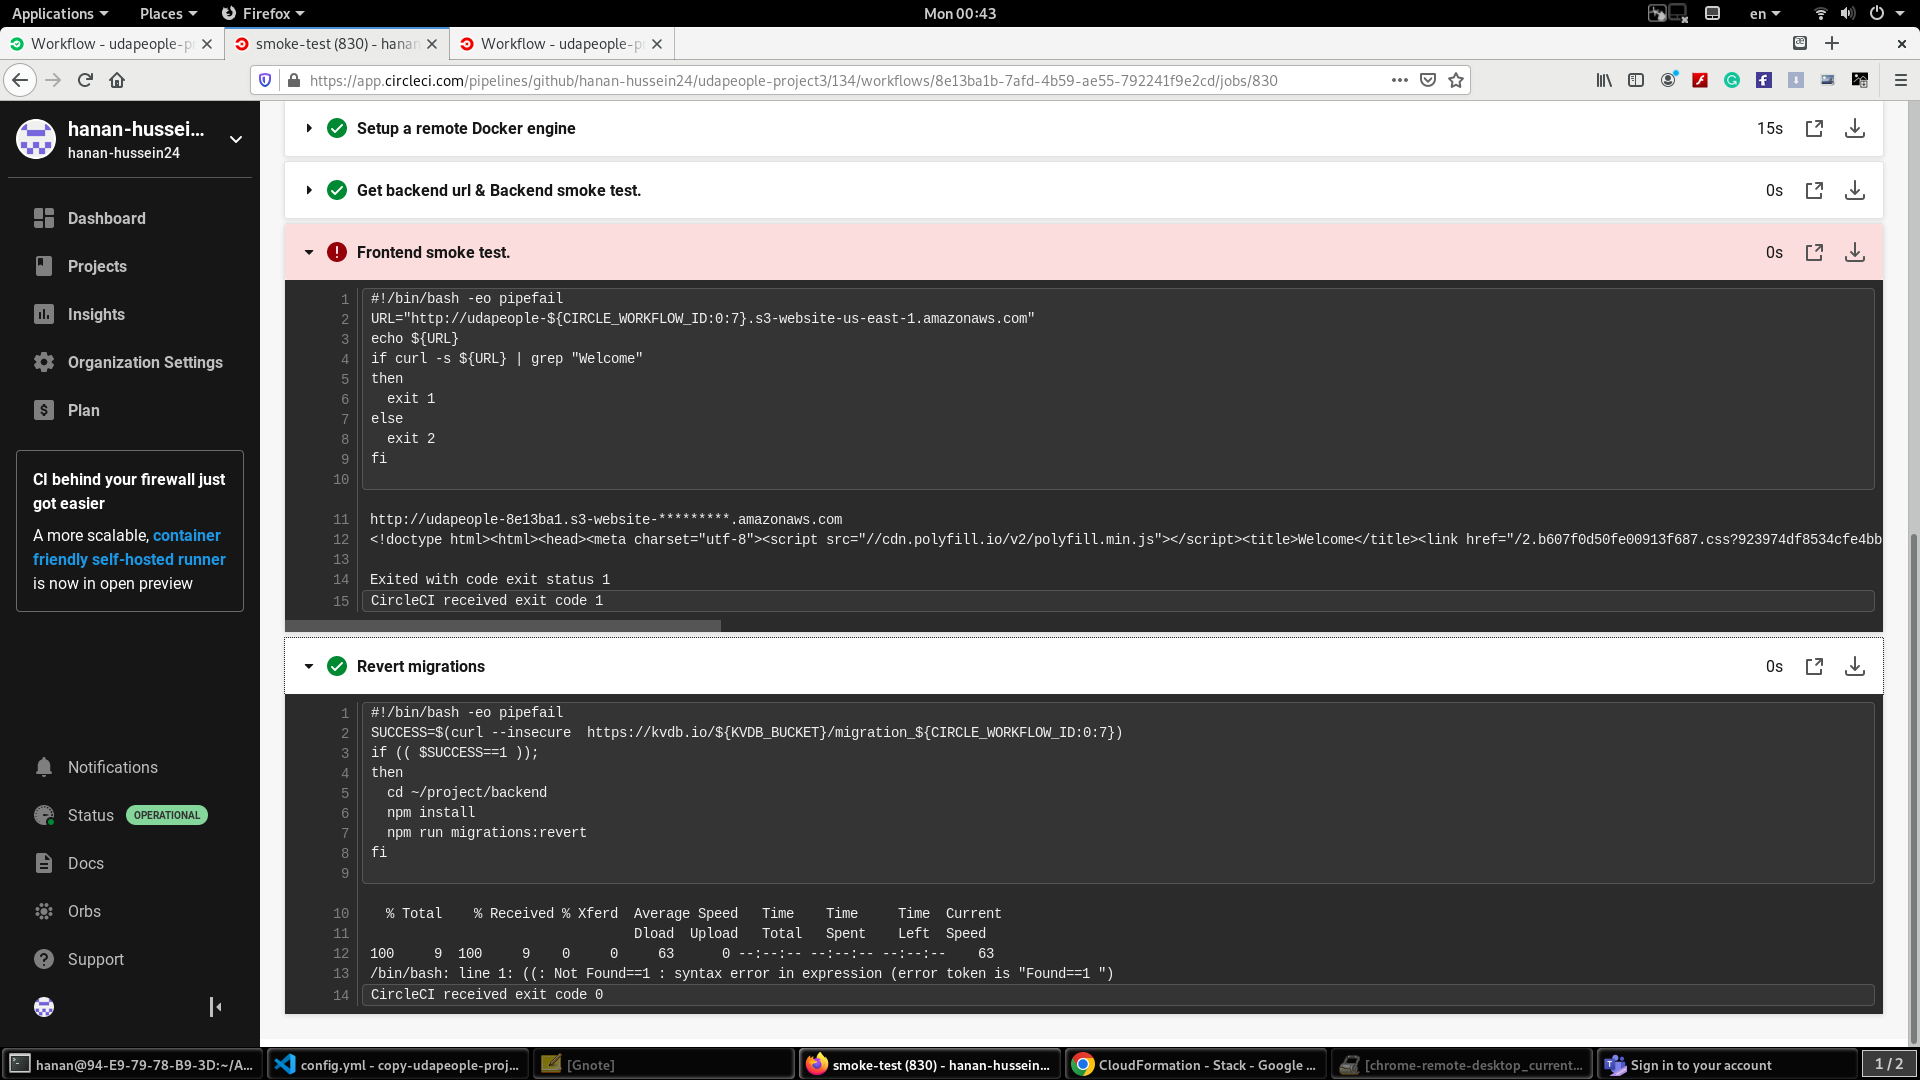 Applications
Places
Firefox
Mon 00:43
en
Workflow - udapeople-p
smoke-test (830) - hanan
Workflow - udapeople-p
https://app.circleci.com/pipelines/github/hanan-hussein24/udapeople-project3/134/workflows/8e13ba1b-7afd-4b59-ae55-792241f9e2cd/jobs/830
hanan-hussei...
hanan-hussein24
Dashboard
Projects
Insights
Organization Settings
Plan
CI behind your firewall just
got easier
A more scalable, container
friendly self-hosted runner
is now in open preview
Notifications
Status OPERATIONAL
Docs
Orbs
Support
Setup a remote Docker engine 15s
Get backend url & Backend smoke test. 0s
Frontend smoke test. 0s
1 #!/bin/bash -eo pipefail
2 URL="http://udapeople-${CIRCLE_WORKFLOW_ID:0:7}.s3-website-us-east-1.amazonaws.com"
3 echo ${URL}
4 if curl -s ${URL} | grep "Welcome"
5 then
6   exit 1
7 else
8   exit 2
9 fi
10
11 http://udapeople-8e13ba1.s3-website-*********.amazonaws.com
12 <!doctype html><html><head><meta charset="utf-8"><script src="//cdn.polyfill.io/v2/polyfill.min.js"></script><title>Welcome</title><link href="/2.b607f0d50fe00913f687.css?923974df8534cfe4bb
13
14 Exited with code exit status 1
15 CircleCI received exit code 1
Revert migrations 0s
1 #!/bin/bash -eo pipefail
2 SUCCESS=$(curl --insecure  https://kvdb.io/${KVDB_BUCKET}/migration_${CIRCLE_WORKFLOW_ID:0:7})
3 if (( $SUCCESS==1 ));
4 then
5   cd ~/project/backend
6   npm install
7   npm run migrations:revert
8 fi
9
10   % Total    % Received % Xferd  Average Speed   Time    Time     Time  Current
11                                  Dload  Upload   Total   Spent    Left  Speed
12 100     9  100     9    0     0     63      0 --:--:-- --:--:-- --:--:--    63
13 /bin/bash: line 1: ((: Not Found==1 : syntax error in expression (error token is "Found==1 ")
14 CircleCI received exit code 0
hanan@94-E9-79-78-B9-3D:~/A...
config.yml - copy-udapeople-proj...
[Gnote]
smoke-test (830) - hanan-hussein...
CloudFormation - Stack - Google ...
[chrome-remote-desktop_current...
Sign in to your account
1 / 2